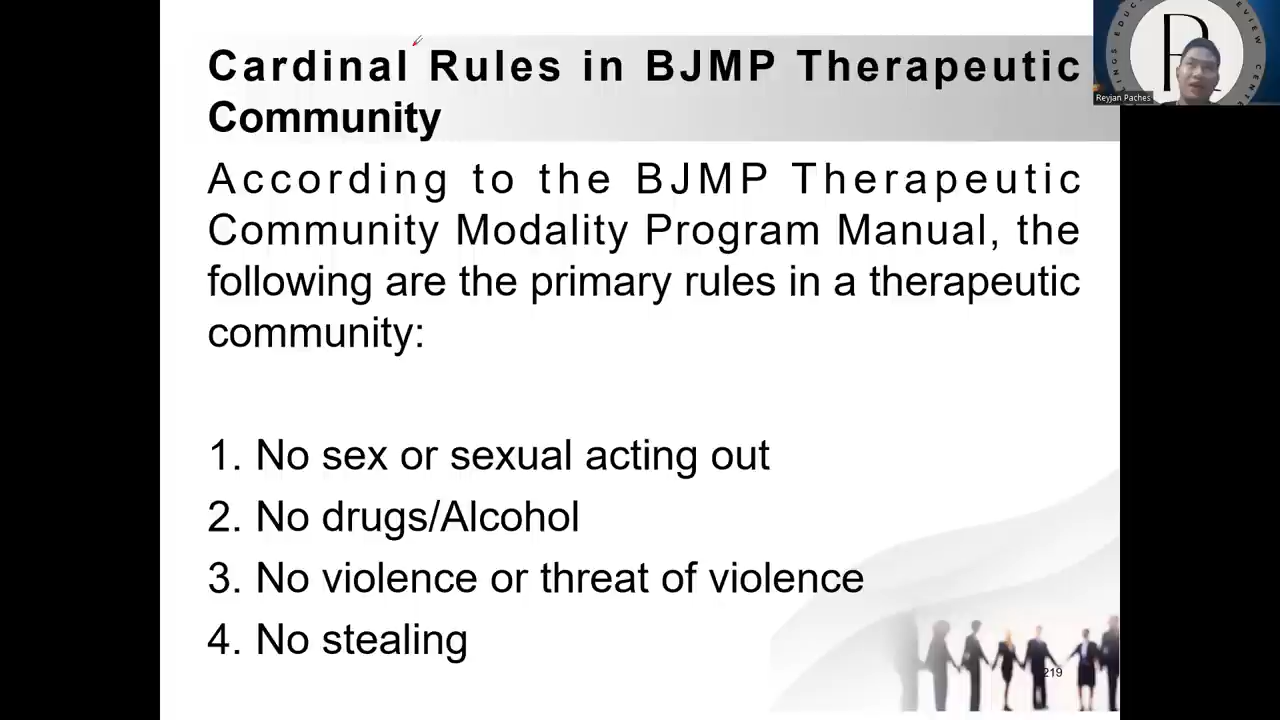 Cardinal Rules in BJMP Therapeutic
Community
According to the BJMP Therapeutic
Community Modality Program Manual, the
following are the primary rules in a therapeutic
community:
1. No sex or sexual acting out
2. No drugs/Alcohol
3. No violence or threat of violence
4. No stealing
219
Reyjan Paches